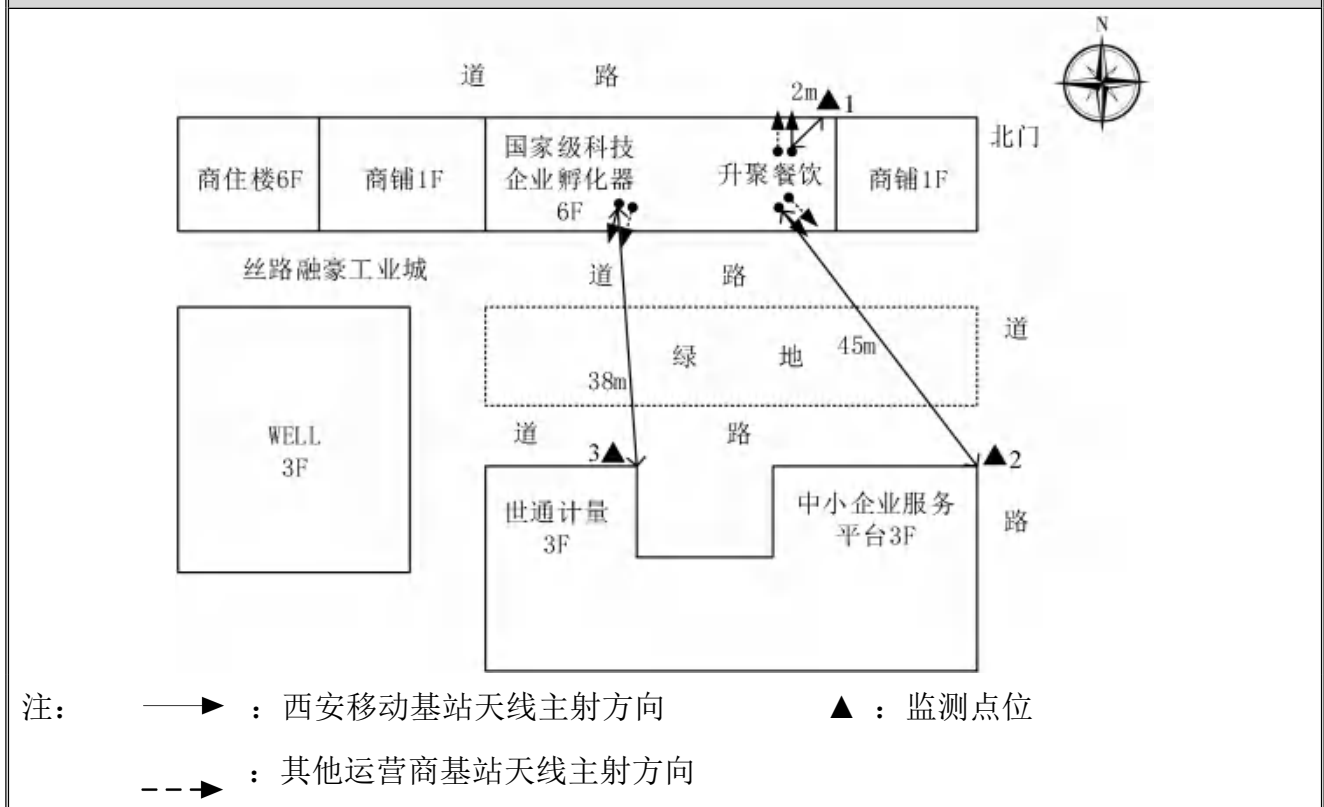 N
道 路
2m
1
北门
国家级科技
企业孵化器
6F
商住楼6F
商铺1F
升聚餐饮
商铺1F
丝路融豪工业城
道 路
道
绿 地
45m
38m
WELL
3F
道 路
3
2
世通计量
3F
中小企业服务
平台3F
路
注:
:西安移动基站天线主射方向
▲ :监测点位
:其他运营商基站天线主射方向